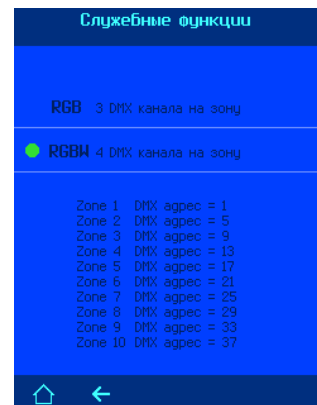 Служебные функции
RGB 3 DMX канала на зону
RGBW 4 DMX канала на зону
Zone 1 DMX адрес = 1
Zone 2 DMX адрес = 5
Zone 3 DMX адрес = 9
Zone 4 DMX адрес = 13
Zone 5 DMX адрес = 17
Zone 6 DMX адрес = 21
Zone 7 DMX адрес = 25
Zone 8 DMX адрес = 29
Zone 9 DMX адрес = 33
Zone 10 DMX адрес = 37